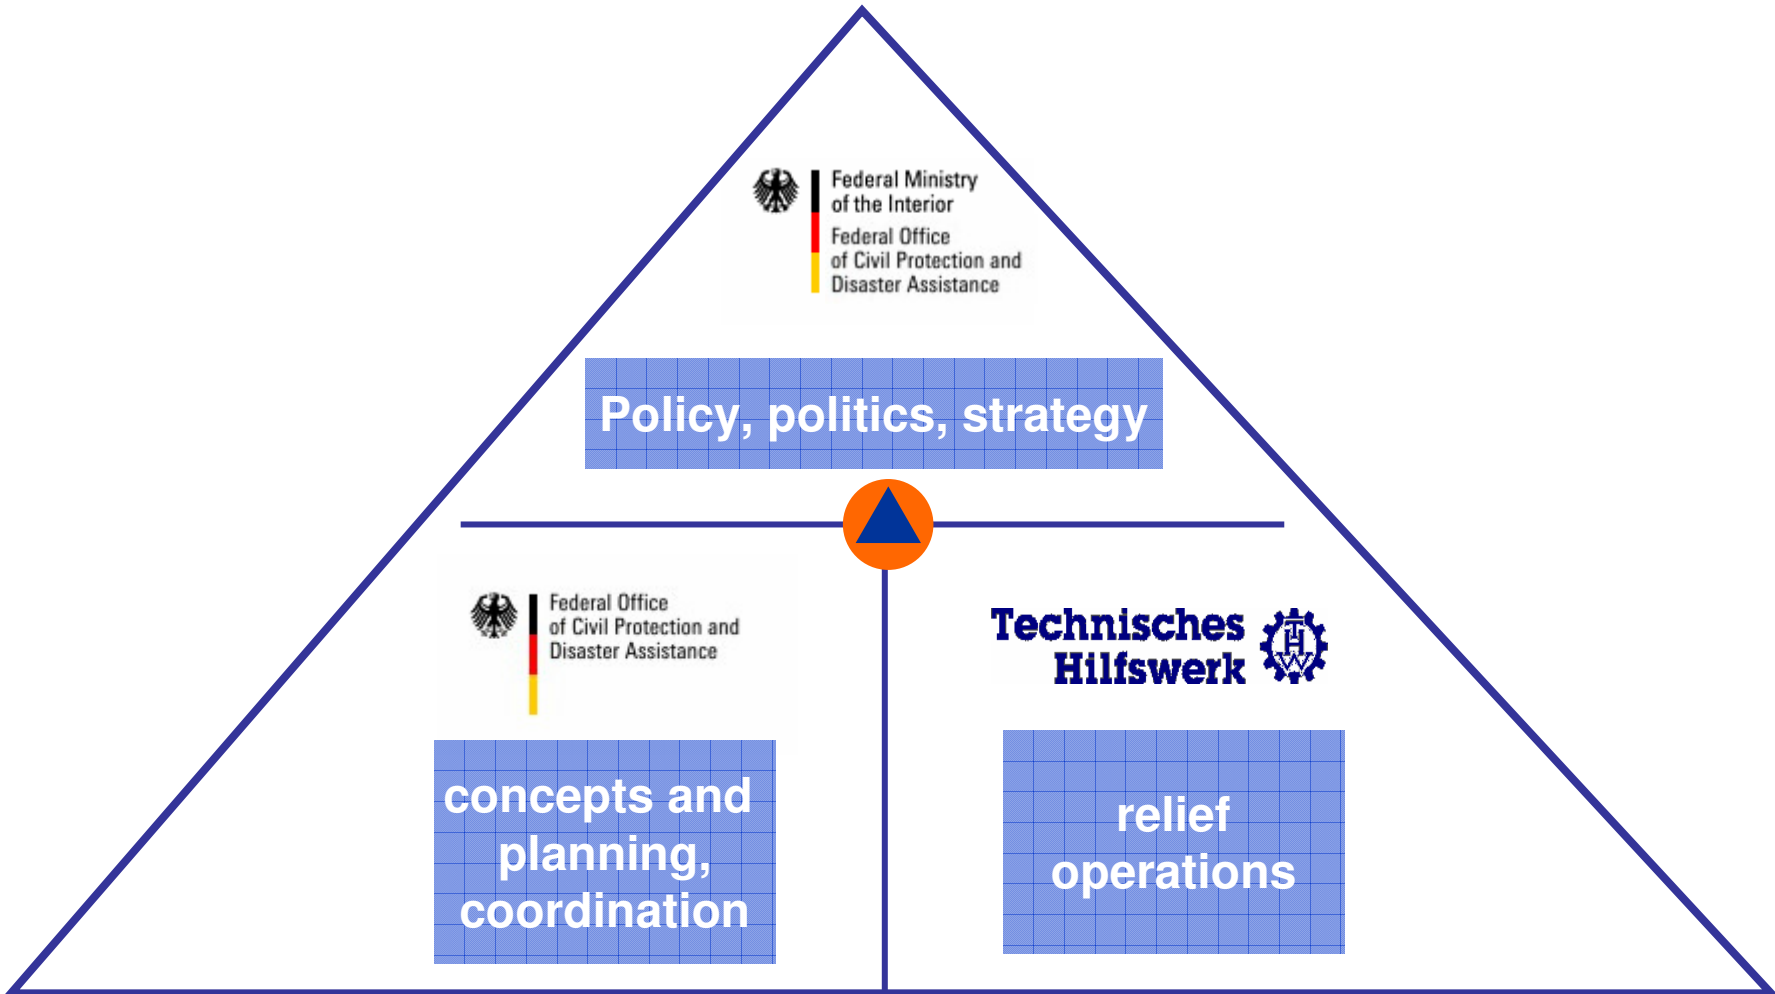 Federal Ministry
of the Interior
Federal Office
of Civil Protection and
Disaster Assistance
Policy, politics, strategy
Federal Office
of Civil Protection and
Disaster Assistance
concepts and
planning,
coordination
Technisches
Hilfswerk
THW
relief
operations